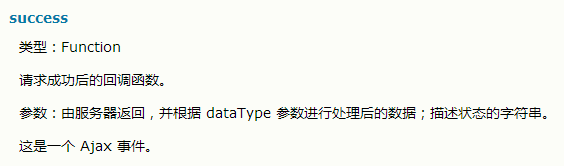 success
类型：Function
请求成功后的回调函数。
参数：由服务器返回，并根据 dataType 参数进行处理后的数据；描述状态的字符串。
这是一个 Ajax 事件。